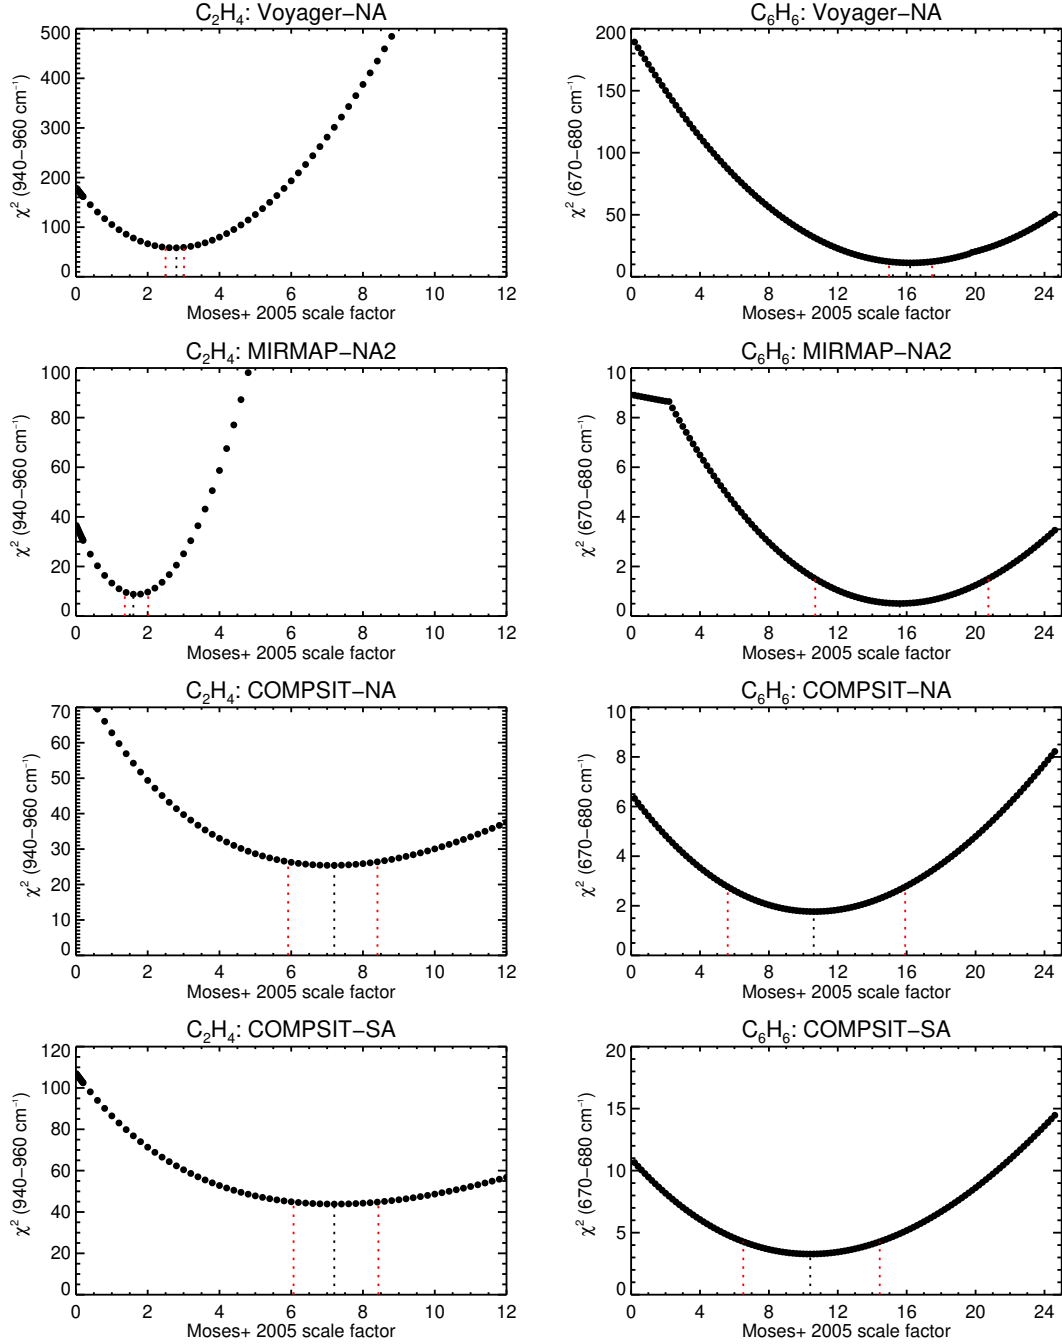 C₂H₄: Voyager−NA
500
400
300
200
100
0
χ² (940−960 cm⁻¹)
0 2 4 6 8 10 12
Moses+ 2005 scale factor
C₆H₆: Voyager−NA
200
150
100
50
0
χ² (670−680 cm⁻¹)
0 4 8 12 16 20 24
Moses+ 2005 scale factor
C₂H₄: MIRMAP−NA2
100
80
60
40
20
0
χ² (940−960 cm⁻¹)
0 2 4 6 8 10 12
Moses+ 2005 scale factor
C₆H₆: MIRMAP−NA2
10
8
6
4
2
0
χ² (670−680 cm⁻¹)
0 4 8 12 16 20 24
Moses+ 2005 scale factor
C₂H₄: COMPSIT−NA
70
60
50
40
30
20
10
0
χ² (940−960 cm⁻¹)
0 2 4 6 8 10 12
Moses+ 2005 scale factor
C₆H₆: COMPSIT−NA
10
8
6
4
2
0
χ² (670−680 cm⁻¹)
0 4 8 12 16 20 24
Moses+ 2005 scale factor
C₂H₄: COMPSIT−SA
120
100
80
60
40
20
0
χ² (940−960 cm⁻¹)
0 2 4 6 8 10 12
Moses+ 2005 scale factor
C₆H₆: COMPSIT−SA
20
15
10
5
0
χ² (670−680 cm⁻¹)
0 4 8 12 16 20 24
Moses+ 2005 scale factor